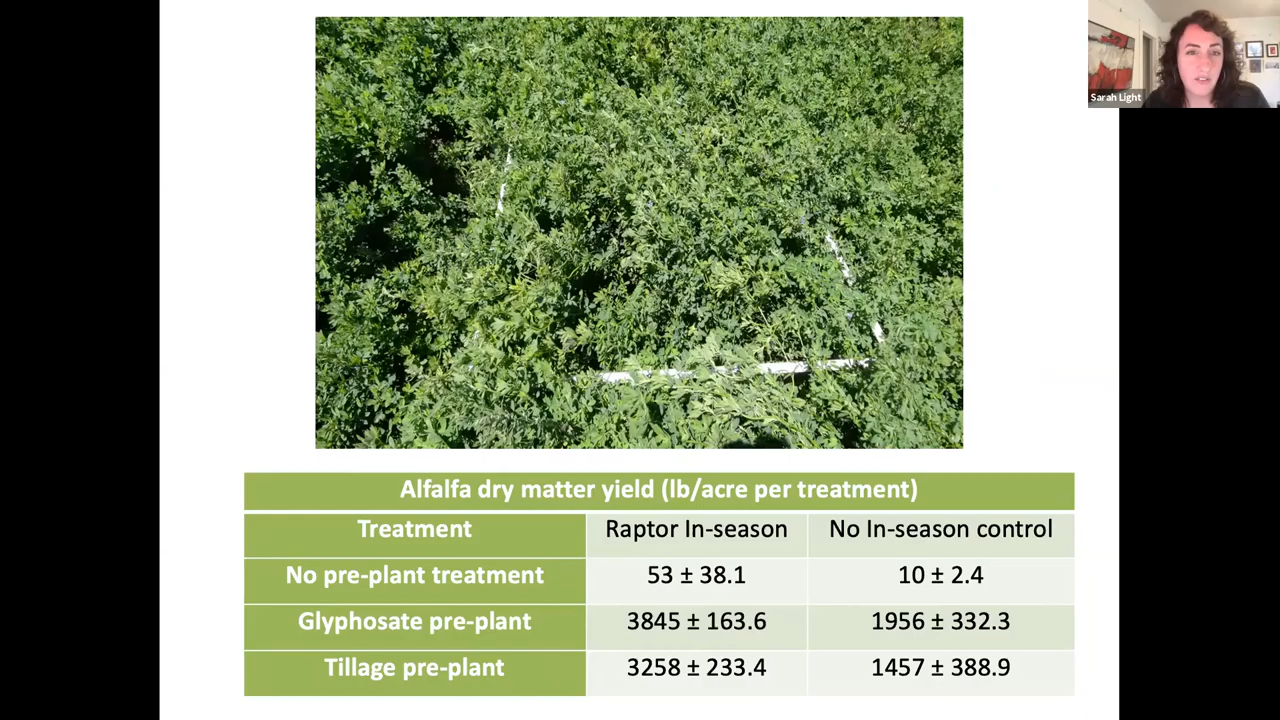 Sarah Light
Alfalfa dry matter yield (lb/acre per treatment)
Treatment Raptor In-season No In-season control
No pre-plant treatment 53 ± 38.1 10 ± 2.4
Glyphosate pre-plant 3845 ± 163.6 1956 ± 332.3
Tillage pre-plant 3258 ± 233.4 1457 ± 388.9